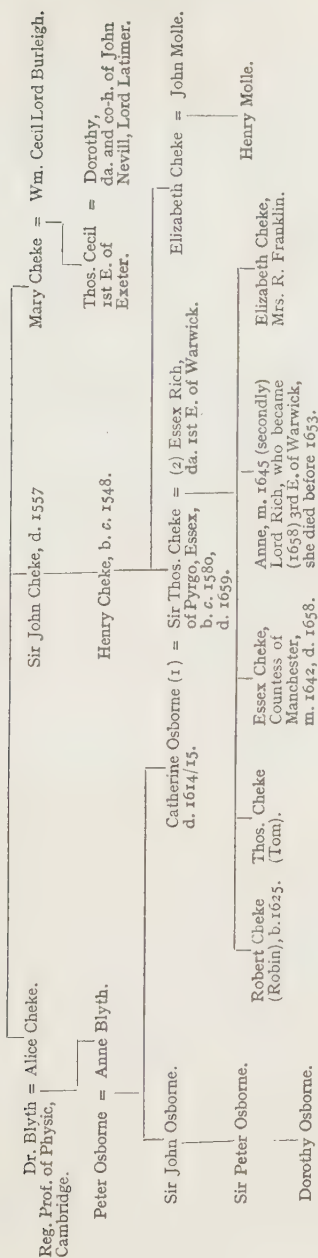 Dr. Blyth = Alice Cheke.
Reg. Prof. of Physic,
Cambridge.
Sir John Cheke, d. 1557
Mary Cheke = Wm. Cecil Lord Burleigh.
Peter Osborne = Anne Blyth.
Henry Cheke, b. c. 1548.
Thos. Cecil = Dorothy,
1st E. of
Exeter.
da. and co-h. of John
Nevill, Lord Latimer.
Sir John Osborne.
Catherine Osborne (1) = Sir Thos. Cheke = (2) Essex Rich,
d. 1614/15.
of Pyrgo, Essex,
b. c. 1580,
d. 1659.
da. 1st E. of Warwick.
Elizabeth Cheke = John Molle.
Sir Peter Osborne.
Robert Cheke
(Robin), b. 1625.
Thos. Cheke
(Tom).
Essex Cheke,
Countess of
Manchester,
m. 1642, d. 1658.
Anne, m. 1645 (secondly)
Lord Rich, who became
(1658) 3rd E. of Warwick,
she died before 1653.
Elizabeth Cheke,
Mrs. R. Franklin.
Henry Molle.
Dorothy Osborne.